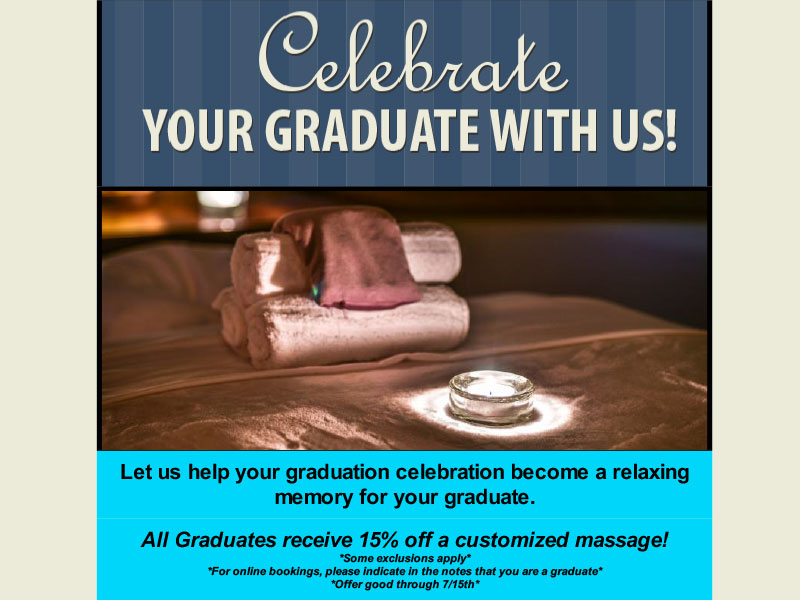 Celebrate
YOUR GRADUATE WITH US!
Let us help your graduation celebration become a relaxing
memory for your graduate.
All Graduates receive 15% off a customized massage!
*Some exclusions apply*
*For online bookings, please indicate in the notes that you are a graduate*
*Offer good through 7/15th*